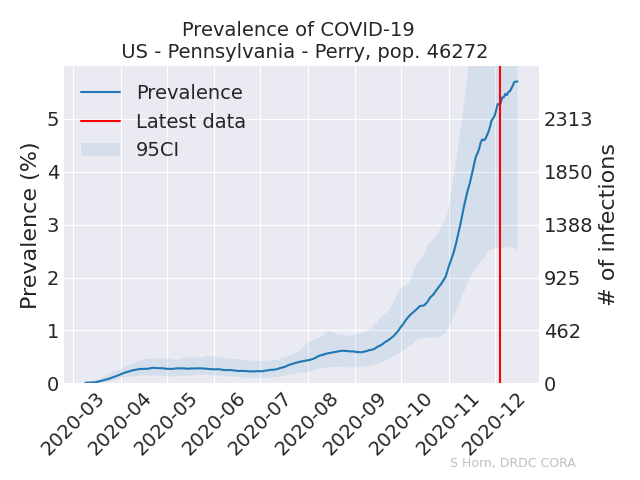 Prevalence of COVID-19
US - Pennsylvania - Perry, pop. 46272
Prevalence
Latest data
95CI
Prevalence (%)
5
4
3
2
1
0
2313
1850
1388
925
462
0
# of infections
2020-03
2020-04
2020-05
2020-06
2020-07
2020-08
2020-09
2020-10
2020-11
2020-12
S Horn, DRDC CORA